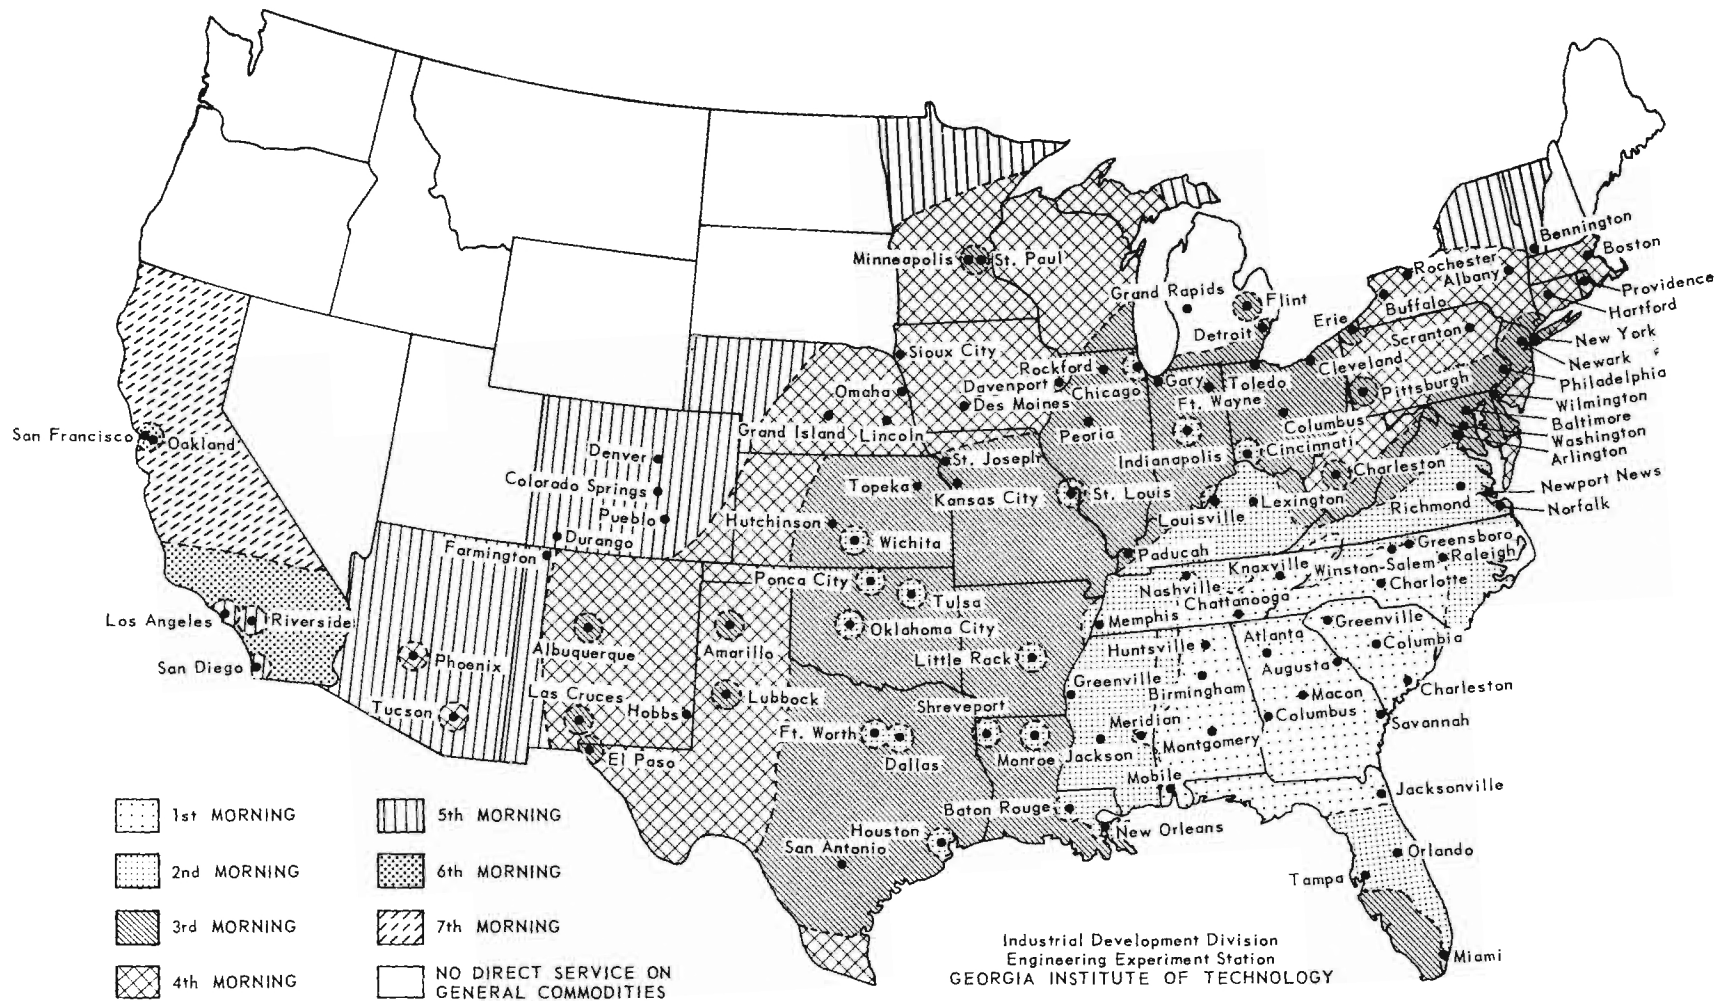 Bennington
Boston
Rochester
Albany
Minneapolis
St. Paul
Providence
Grand Rapids
Flint
Buffalo
Hartford
Erie
Detroit
Scranton
New York
Sioux City
Rockford
Cleveland
Newark
Davenport
Chicago
Gary
Toledo
Philadelphia
Omaha
Des Moines
Ft. Wayne
Pittsburgh
Wilmington
Grand Island
Lincoln
Peoria
Columbus
Baltimore
San Francisco
Oakland
Washington
Denver
St. Joseph
Indianapolis
Cincinnati
Arlington
Colorado Springs
Topeka
Kansas City
St. Louis
Charleston
Newport News
Pueblo
Hutchinson
Louisville
Lexington
Richmond
Norfalk
Durango
Wichita
Farmington
Paducah
Greensboro
Winston-Salem
Raleigh
Ponca City
Nashville
Knoxville
Charlotte
Tulsa
Chattanooga
Los Angeles
Riverside
Oklahoma City
Memphis
Greenville
Albuquerque
Amarillo
Huntsville
Atlanta
Columbia
San Diego
Phoenix
Little Rack
Augusta
Las Cruces
Lubbock
Greenville
Birmingham
Macon
Charleston
Tucson
Hobbs
Shreveport
Meridian
Columbus
Savannah
El Paso
Ft. Worth
Dallas
Monroe
Jackson
Montgomery
Mobile
Jacksonville
Baton Rouge
Houston
New Orleans
San Antonio
Orlando
Tampa
Miami
1st MORNING
2nd MORNING
3rd MORNING
4th MORNING
5th MORNING
6th MORNING
7th MORNING
NO DIRECT SERVICE ON
GENERAL COMMODITIES
Industrial Development Division
Engineering Experiment Station
GEORGIA INSTITUTE OF TECHNOLOGY